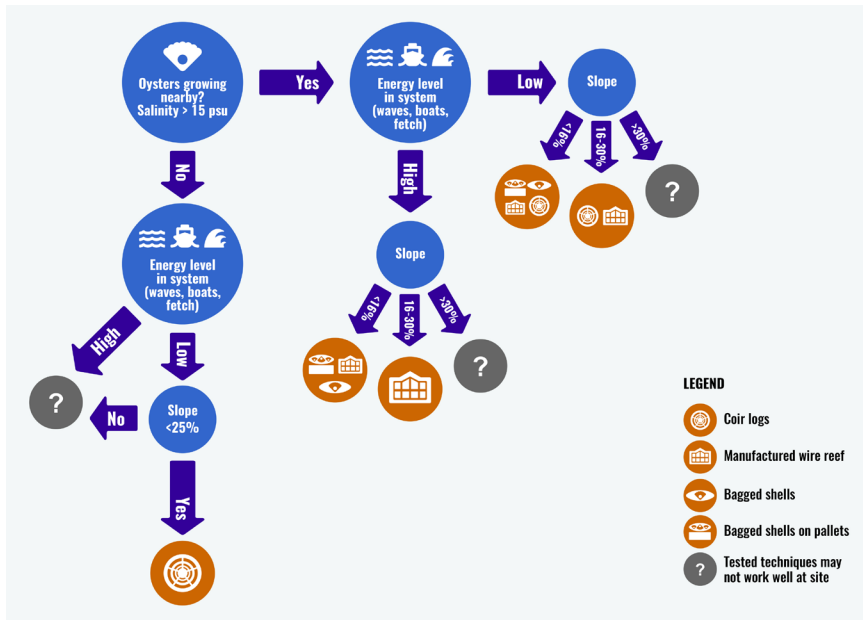 Oysters growing
nearby?
Salinity > 15 psu
Yes
Energy level
in system
(waves, boats,
fetch)
Low
Slope
<16%
16-30%
>30%
?
No
High
Energy level
in system
(waves, boats,
fetch)
Slope
<16%
16-30%
>30%
?
High
Low
?
No
Slope
<25%
Yes
LEGEND
Coir logs
Manufactured wire reef
Bagged shells
Bagged shells on pallets
?
Tested techniques may
not work well at site